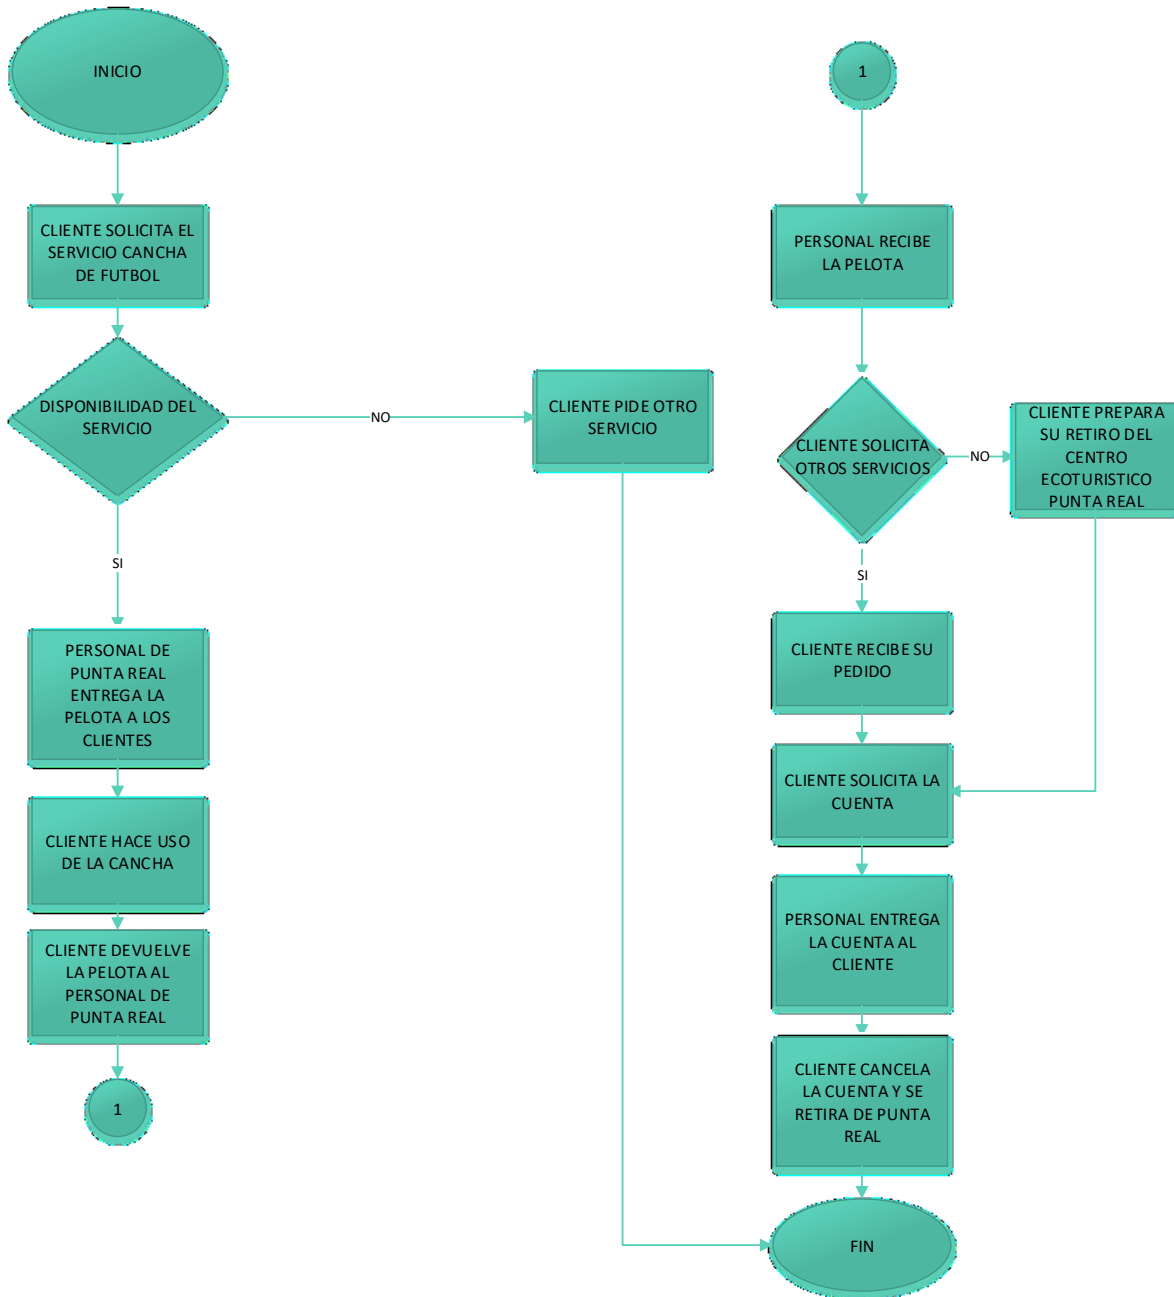 INICIO
CLIENTE SOLICITA EL
SERVICIO CANCHA
DE FUTBOL
DISPONIBILIDAD DEL
SERVICIO
NO
CLIENTE PIDE OTRO
SERVICIO
SI
PERSONAL DE
PUNTA REAL
ENTREGA LA
PELOTA A LOS
CLIENTES
CLIENTE HACE USO
DE LA CANCHA
CLIENTE DEVUELVE
LA PELOTA AL
PERSONAL DE
PUNTA REAL
1
1
PERSONAL RECIBE
LA PELOTA
CLIENTE SOLICITA
OTROS SERVICIOS
NO
CLIENTE PREPARA
SU RETIRO DEL
CENTRO
ECOTURISTICO
PUNTA REAL
SI
CLIENTE RECIBE SU
PEDIDO
CLIENTE SOLICITA LA
CUENTA
PERSONAL ENTREGA
LA CUENTA AL
CLIENTE
CLIENTE CANCELA
LA CUENTA Y SE
RETIRA DE PUNTA
REAL
FIN